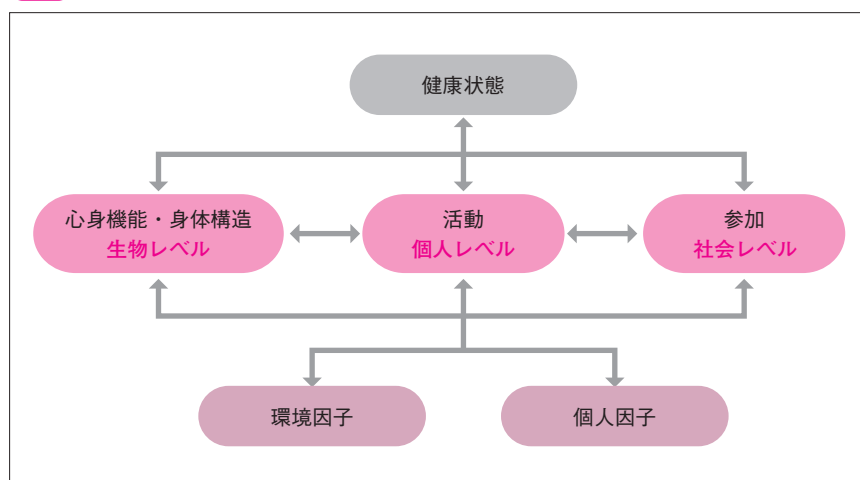 健康状態
心身機能・身体構造
生物レベル
活動
個人レベル
参加
社会レベル
環境因子
個人因子